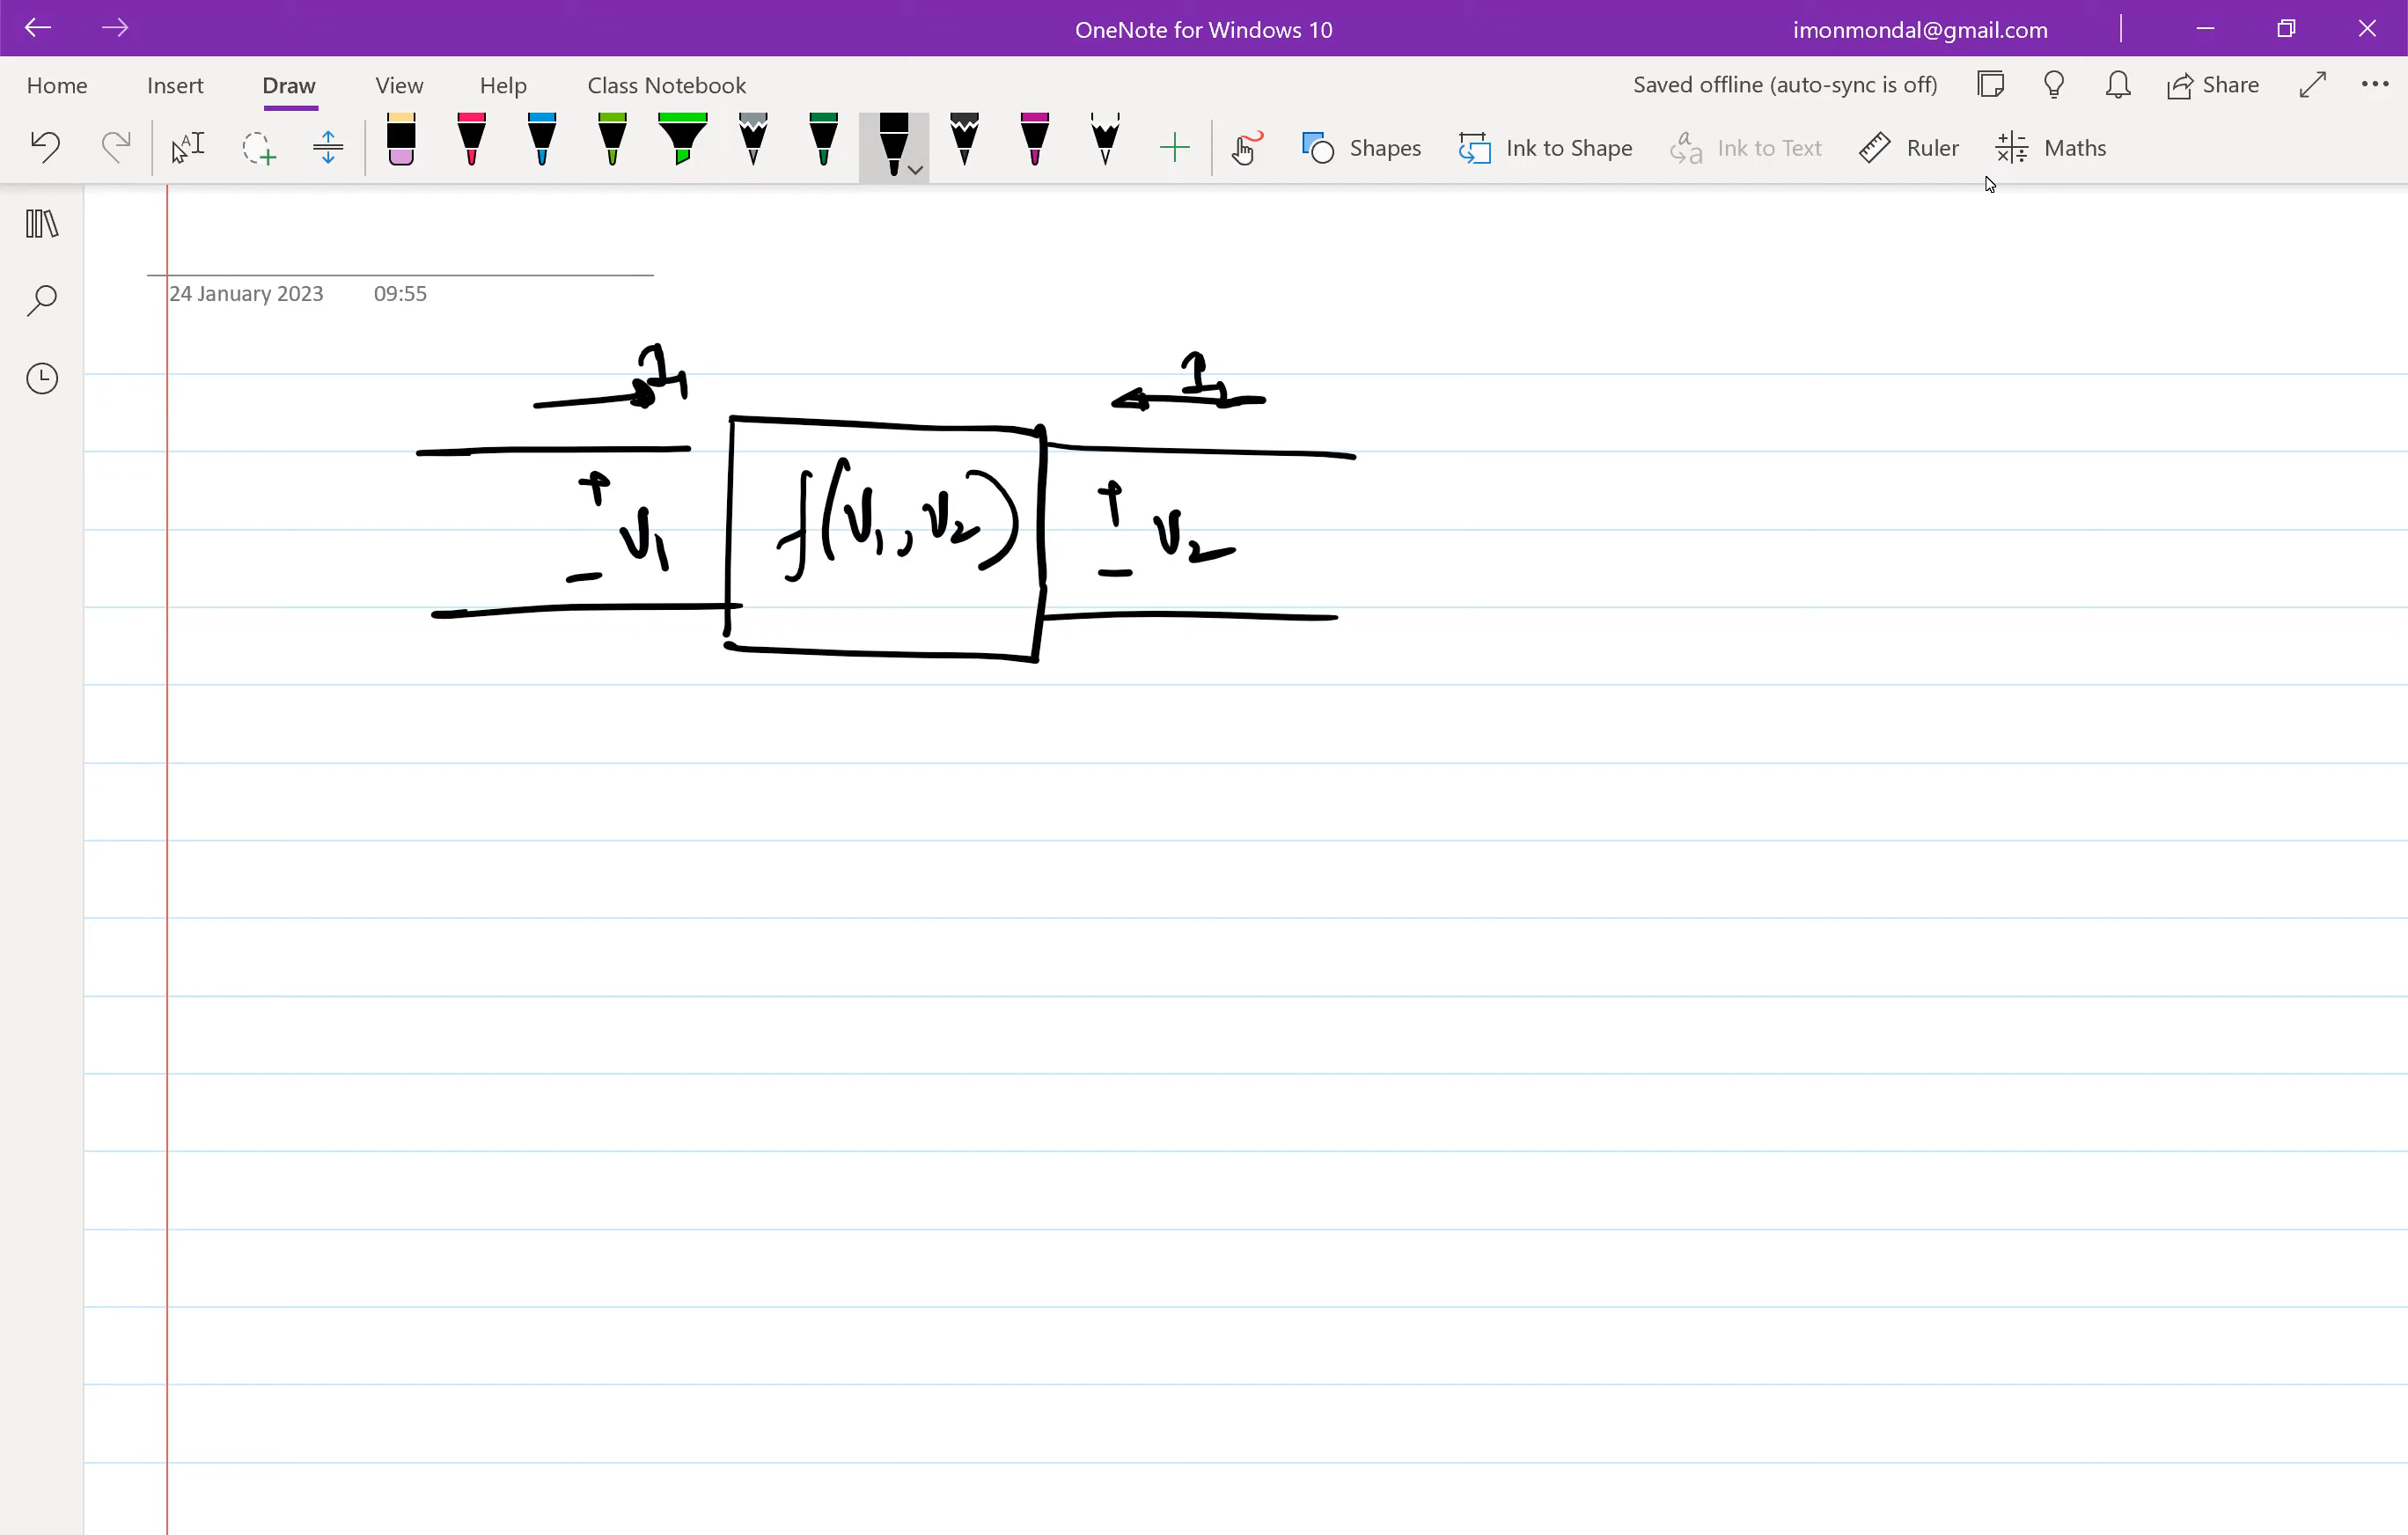 OneNote for Windows 10
imonmondal@gmail.com
Home Insert Draw View Help Class Notebook
Saved offline (auto-sync is off) Share
Shapes Ink to Shape Ink to Text Ruler Maths
24 January 2023 09:55
I₁
+ V₁ −
f(V₁, V₂)
+ V₂ −